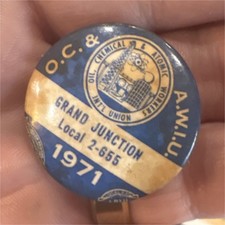 O.C. & A.W.I.U.
OIL, CHEMICAL & ATOMIC WORKERS
INT'L UNION
GRAND JUNCTION
Local 2-655
1971